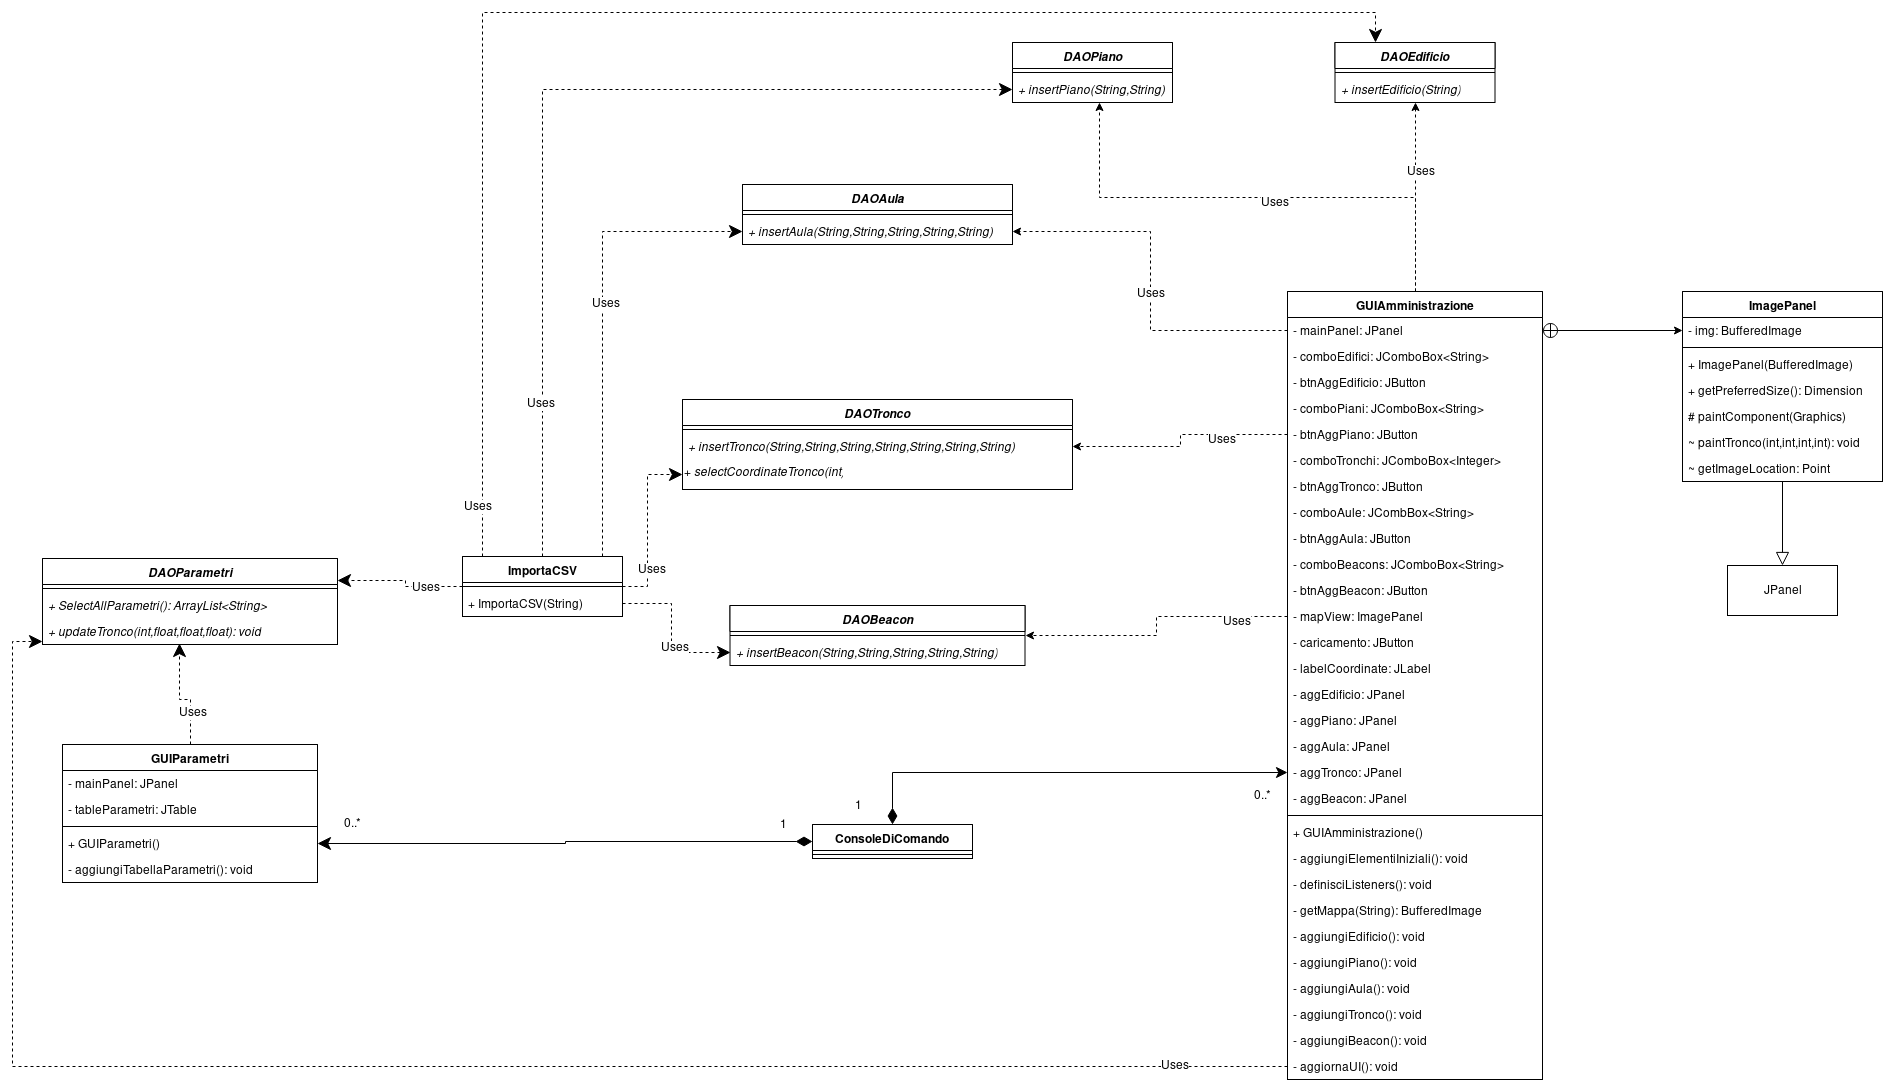 DAOPiano
+ insertPiano(String,String)
DAOEdificio
+ insertEdificio(String)
Uses
Uses
DAOAula
+ insertAula(String,String,String,String,String)
Uses
Uses
Uses
Uses
DAOTronco
+ insertTronco(String,String,String,String,String,String,String)
+ selectCoordinateTronco(int,
Uses
Uses
Uses
DAOParametri
+ SelectAllParametri(): ArrayList<String>
+ updateTronco(int,float,float,float): void
Uses
ImportaCSV
+ ImportaCSV(String)
DAOBeacon
+ insertBeacon(String,String,String,String,String)
Uses
Uses
Uses
GUIParametri
- mainPanel: JPanel
- tableParametri: JTable
+ GUIParametri()
- aggiungiTabellaParametri(): void
0..*
1
1
ConsoleDiComando
0..*
GUIAmministrazione
- mainPanel: JPanel
- comboEdifici: JComboBox<String>
- btnAggEdificio: JButton
- comboPiani: JComboBox<String>
- btnAggPiano: JButton
- comboTronchi: JComboBox<Integer>
- btnAggTronco: JButton
- comboAule: JCombBox<String>
- btnAggAula: JButton
- comboBeacons: JComboBox<String>
- btnAggBeacon: JButton
- mapView: ImagePanel
- caricamento: JButton
- labelCoordinate: JLabel
- aggEdificio: JPanel
- aggPiano: JPanel
- aggAula: JPanel
- aggTronco: JPanel
- aggBeacon: JPanel
+ GUIAmministrazione()
- aggiungiElementiIniziali(): void
- definisciListeners(): void
- getMappa(String): BufferedImage
- aggiungiEdificio(): void
- aggiungiPiano(): void
- aggiungiAula(): void
- aggiungiTronco(): void
- aggiungiBeacon(): void
- aggiornaUI(): void
Uses
ImagePanel
- img: BufferedImage
+ ImagePanel(BufferedImage)
+ getPreferredSize(): Dimension
# paintComponent(Graphics)
~ paintTronco(int,int,int,int): void
~ getImageLocation: Point
JPanel